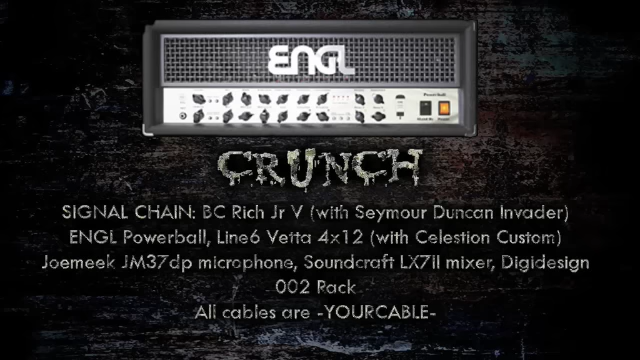 ENGL
Powerball
CRUNCH
SIGNAL CHAIN: BC Rich Jr V (with Seymour Duncan Invader)
ENGL Powerball, Line6 Vetta 4x12 (with Celestion Custom)
Joemeek JM37dp microphone, Soundcraft LX7ii mixer, Digidesign
002 Rack
All cables are -YOURCABLE-